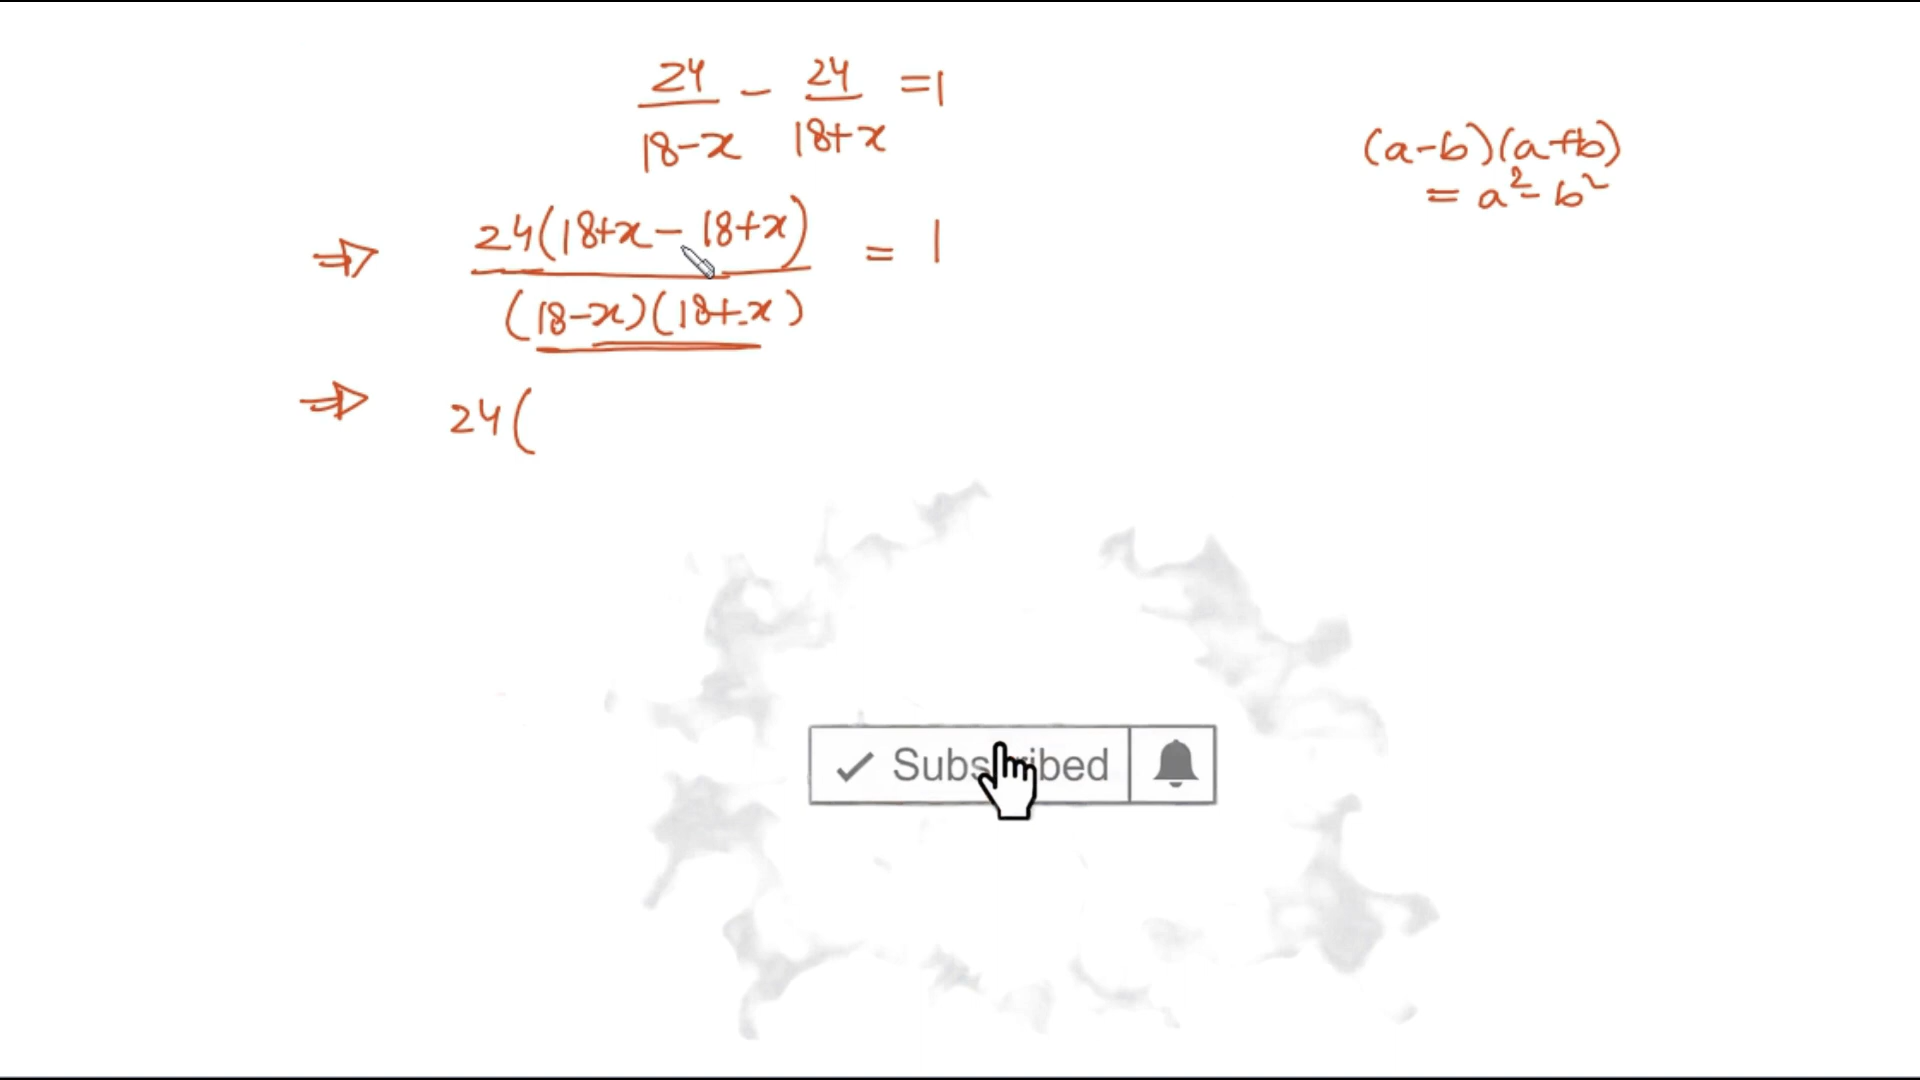 24/(18-x) - 24/(18+x) = 1
(a-b)(a+b)
= a² - b²
⇒ 24(18+x-18+x)/((18-x)(18+x)) = 1
⇒ 24(
Subscribed